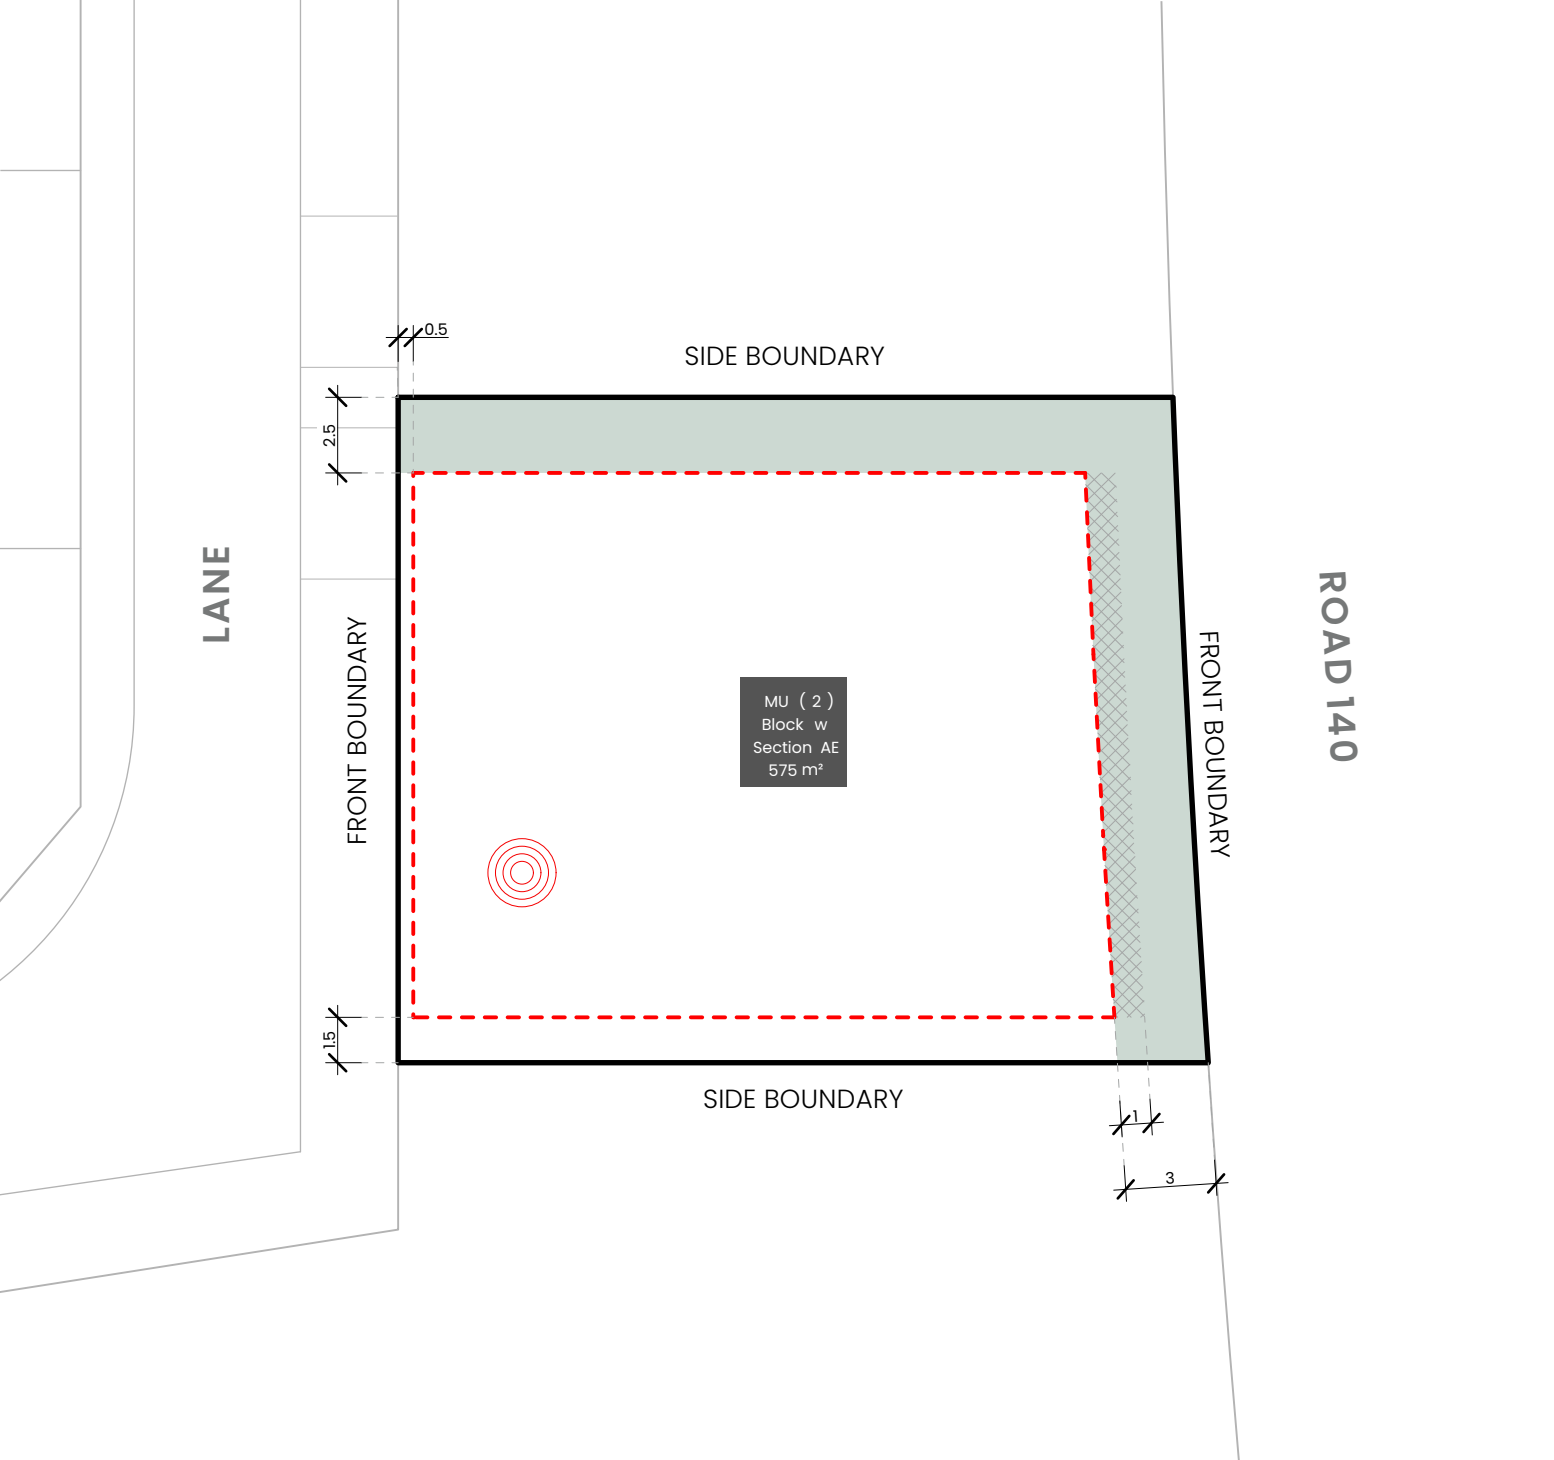 0.5
SIDE BOUNDARY
2.5
LANE
FRONT BOUNDARY
MU ( 2 )
Block w
Section AE
575 m²
FRONT BOUNDARY
ROAD 140
1.5
SIDE BOUNDARY
1
3